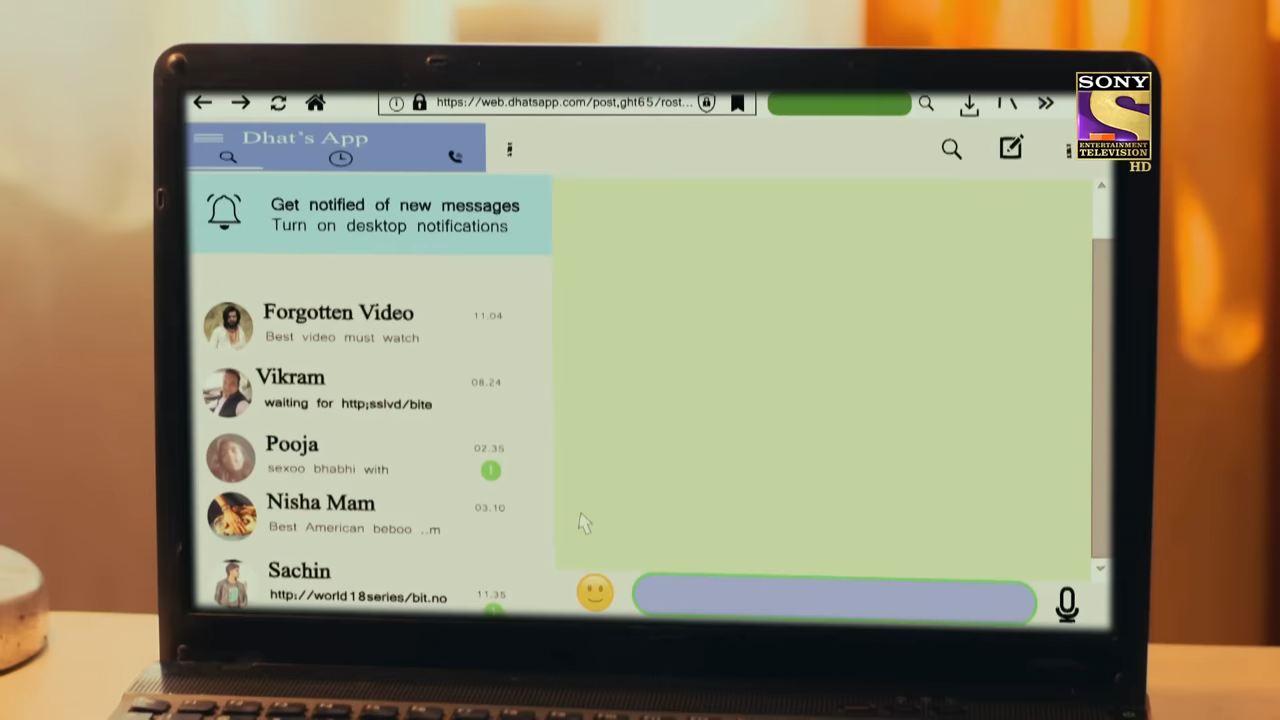 https://web.dhatsapp.com/post,ght65/rost...
SONY
ENTERTAINMENT
TELEVISION
HD
Dhat's App
Get notified of new messages
Turn on desktop notifications
Forgotten Video
11.04
Best video must watch
Vikram
08.24
waiting for http;sslvd/bite
Pooja
02.35
sexoo bhabhi with
Nisha Mam
03.10
Best American beboo ..m
Sachin
http://world18series/bit.no
11.35